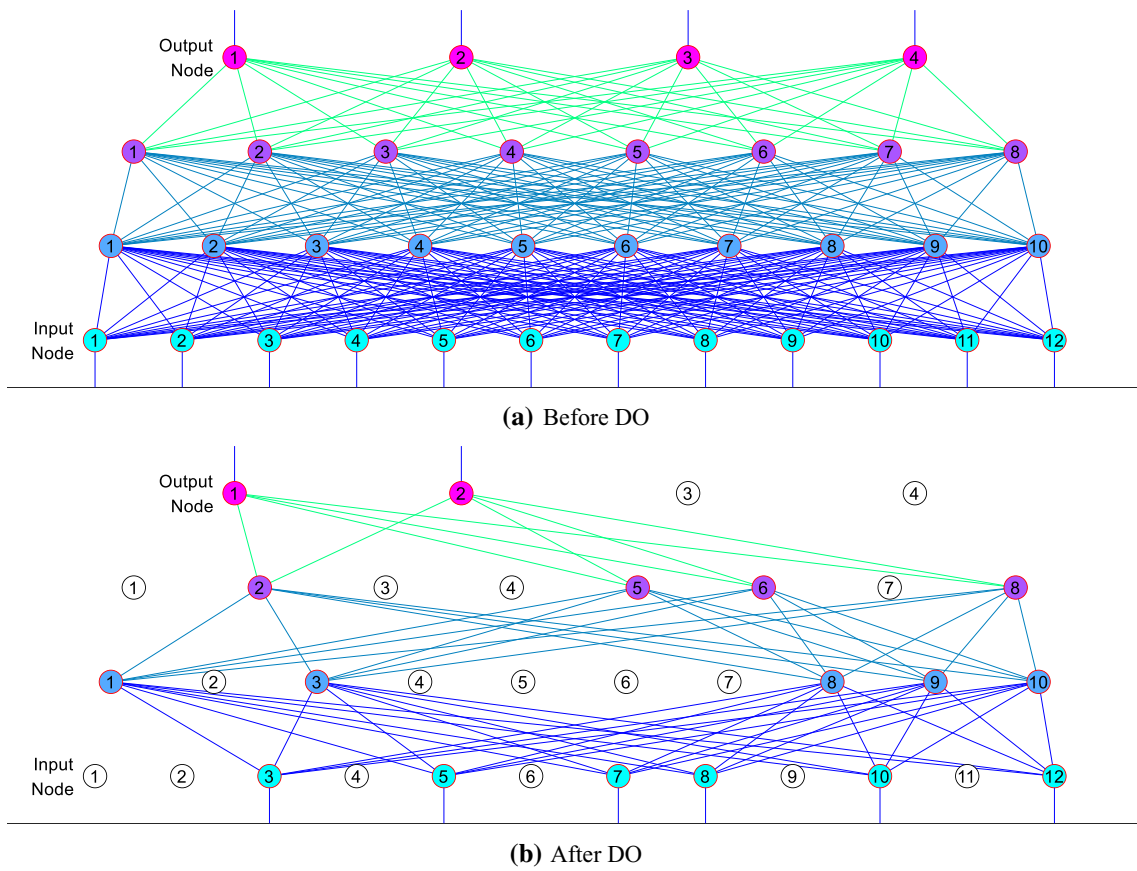 Output
Node
1 2 3 4
1 2 3 4 5 6 7 8
1 2 3 4 5 6 7 8 9 10
Input
Node
1 2 3 4 5 6 7 8 9 10 11 12
(a) Before DO
Output
Node
1 2 3 4
1 2 3 4 5 6 7 8
1 2 3 4 5 6 7 8 9 10
Input
Node
1 2 3 4 5 6 7 8 9 10 11 12
(b) After DO